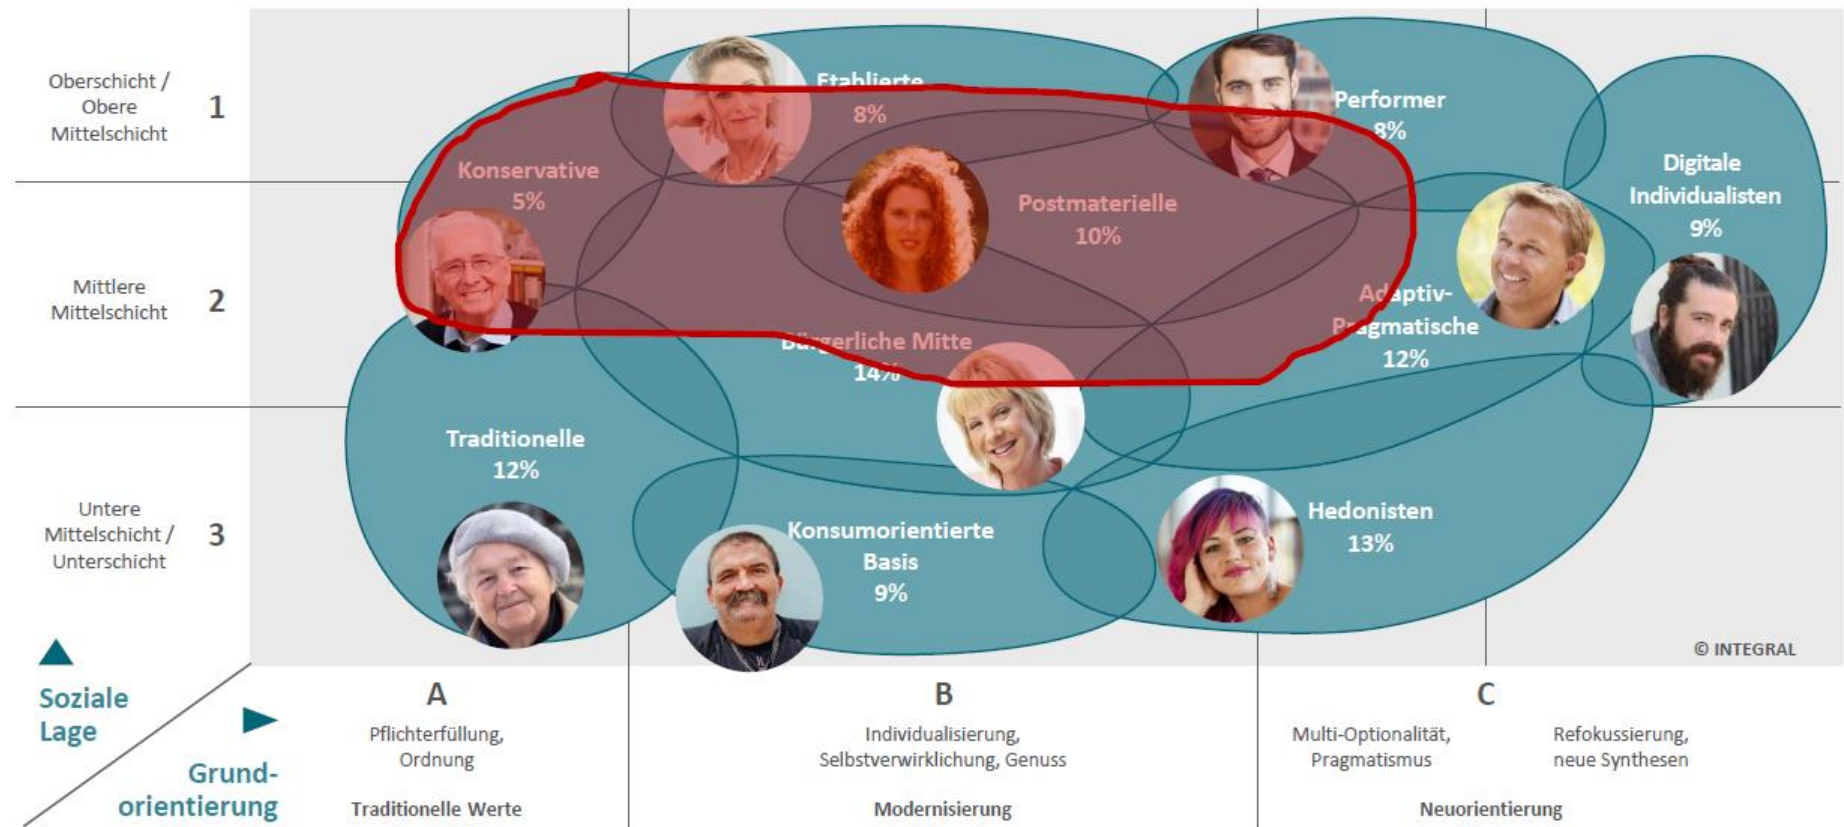 Oberschicht /
Obere
Mittelschicht
1
Mittlere
Mittelschicht
2
Untere
Mittelschicht /
Unterschicht
3
Etablierte
8%
Performer
8%
Konservative
5%
Postmaterielle
10%
Digitale
Individualisten
9%
Bürgerliche Mitte
14%
Adaptiv-
Pragmatische
12%
Traditionelle
12%
Konsumorientierte
Basis
9%
Hedonisten
13%
© INTEGRAL
Soziale
Lage
Grund-
orientierung
A
Pflichterfüllung,
Ordnung
Traditionelle Werte
B
Individualisierung,
Selbstverwirklichung, Genuss
Modernisierung
C
Multi-Optionalität,
Pragmatismus
Refokussierung,
neue Synthesen
Neuorientierung